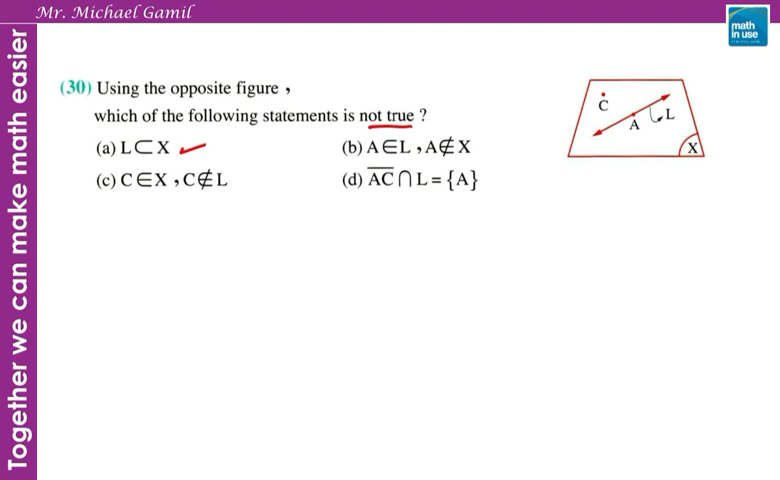 Mr. Michael Gamil
math
in use
Together we can make math easier
(30) Using the opposite figure ,
which of the following statements is not true ?
(a) L⊂X
(b) A∈L , A∉X
(c) C∈X , C∉L
(d) A̅C̅ ∩ L = {A}
C
L
A
X